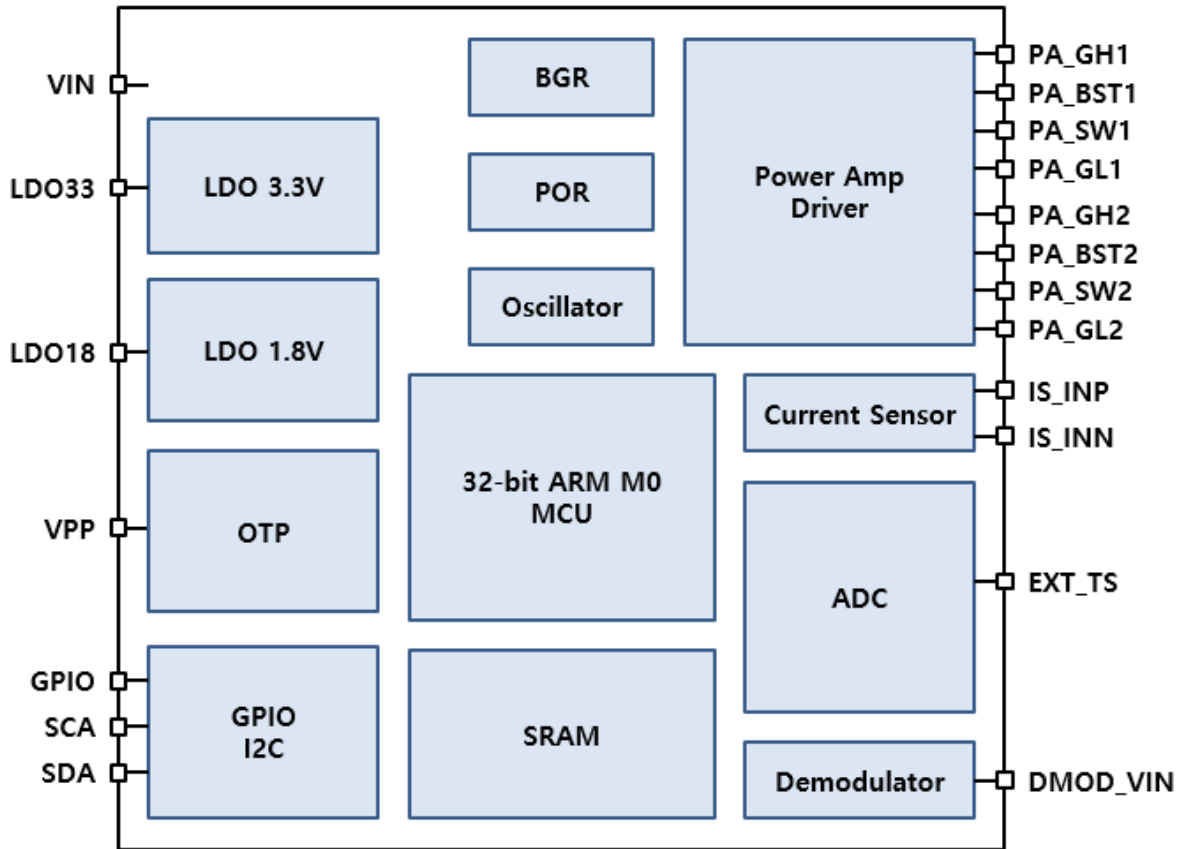 VIN
LDO33
LDO18
VPP
GPIO
SCA
SDA
LDO 3.3V
LDO 1.8V
OTP
GPIO
I2C
BGR
POR
Oscillator
32-bit ARM M0
MCU
SRAM
Power Amp
Driver
Current Sensor
ADC
Demodulator
PA_GH1
PA_BST1
PA_SW1
PA_GL1
PA_GH2
PA_BST2
PA_SW2
PA_GL2
IS_INP
IS_INN
EXT_TS
DMOD_VIN